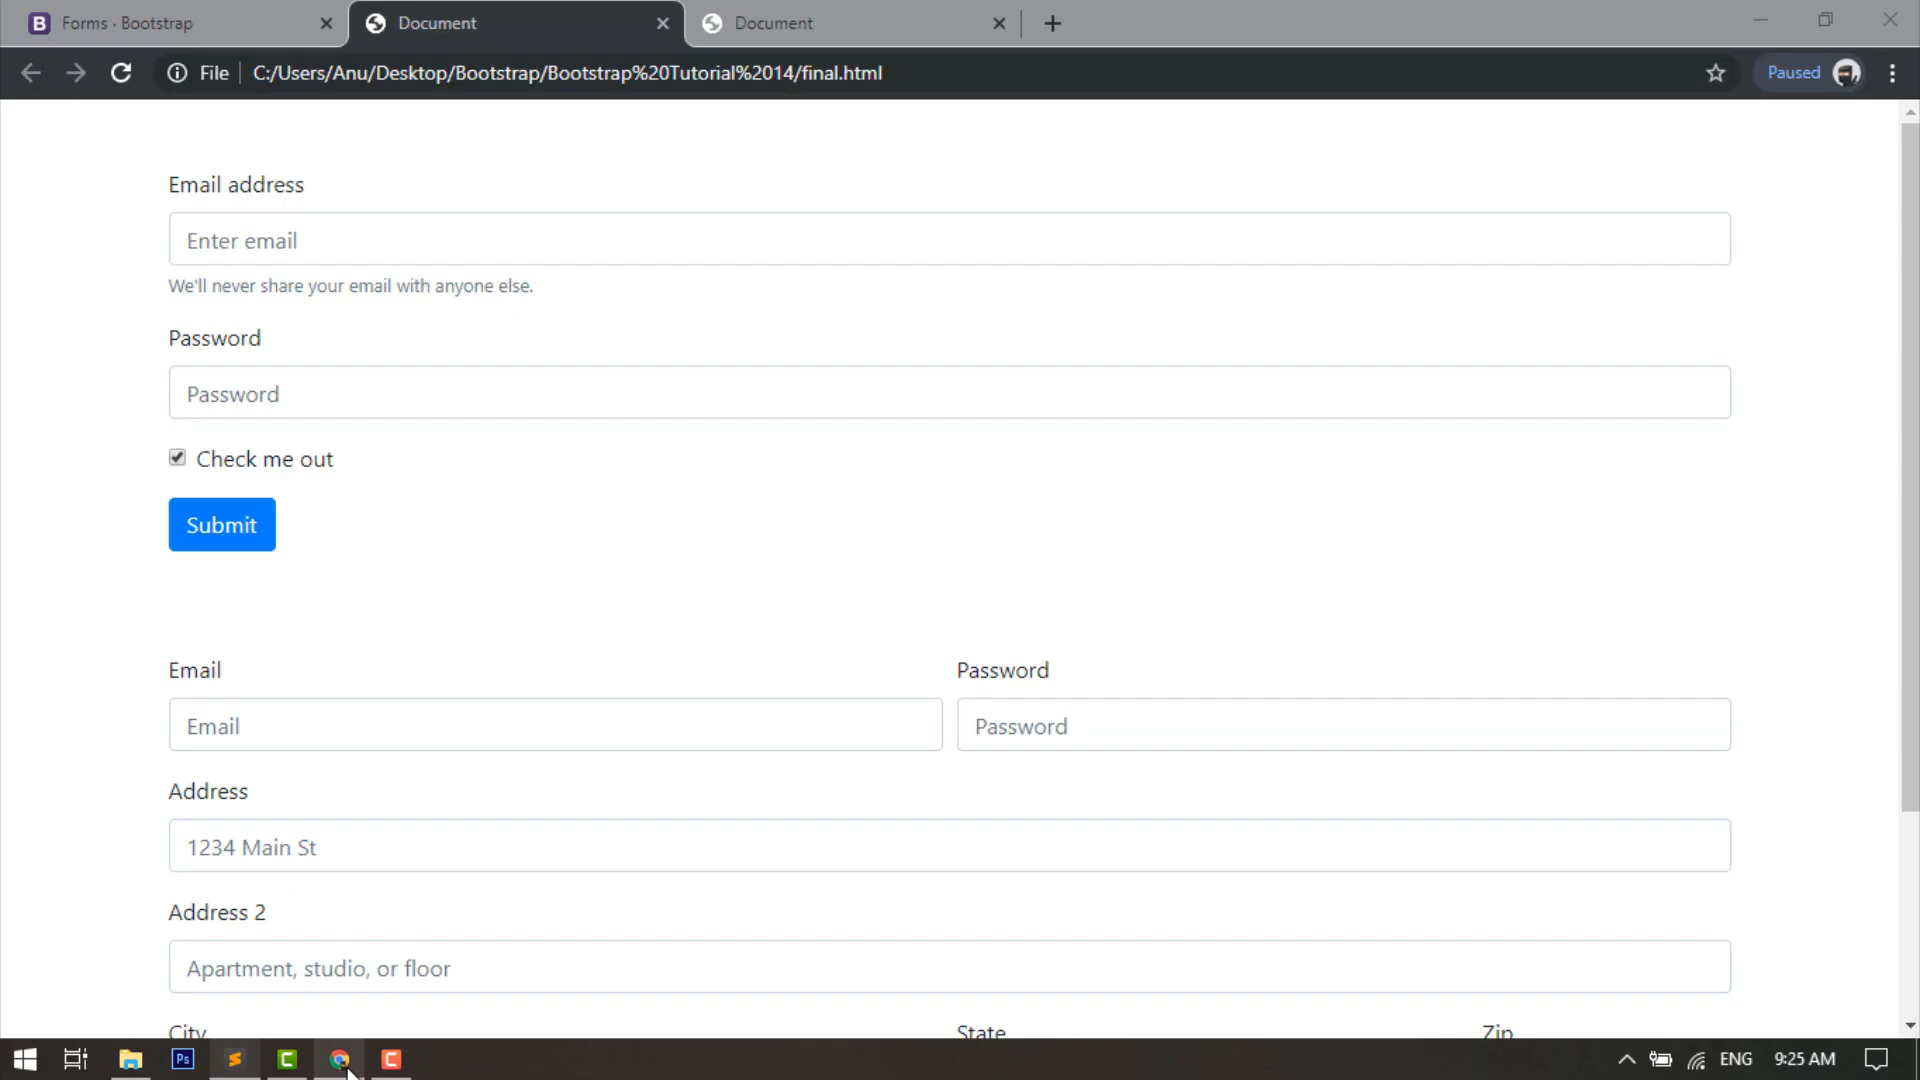 B Forms · Bootstrap
Document
Document
File
C:/Users/Anu/Desktop/Bootstrap/Bootstrap%20Tutorial%2014/final.html
Paused
Email address
Enter email
We'll never share your email with anyone else.
Password
Password
Check me out
Submit
Email Password
Email Password
Address
1234 Main St
Address 2
Apartment, studio, or floor
City State Zip
Ps S C C ENG 9:25 AM